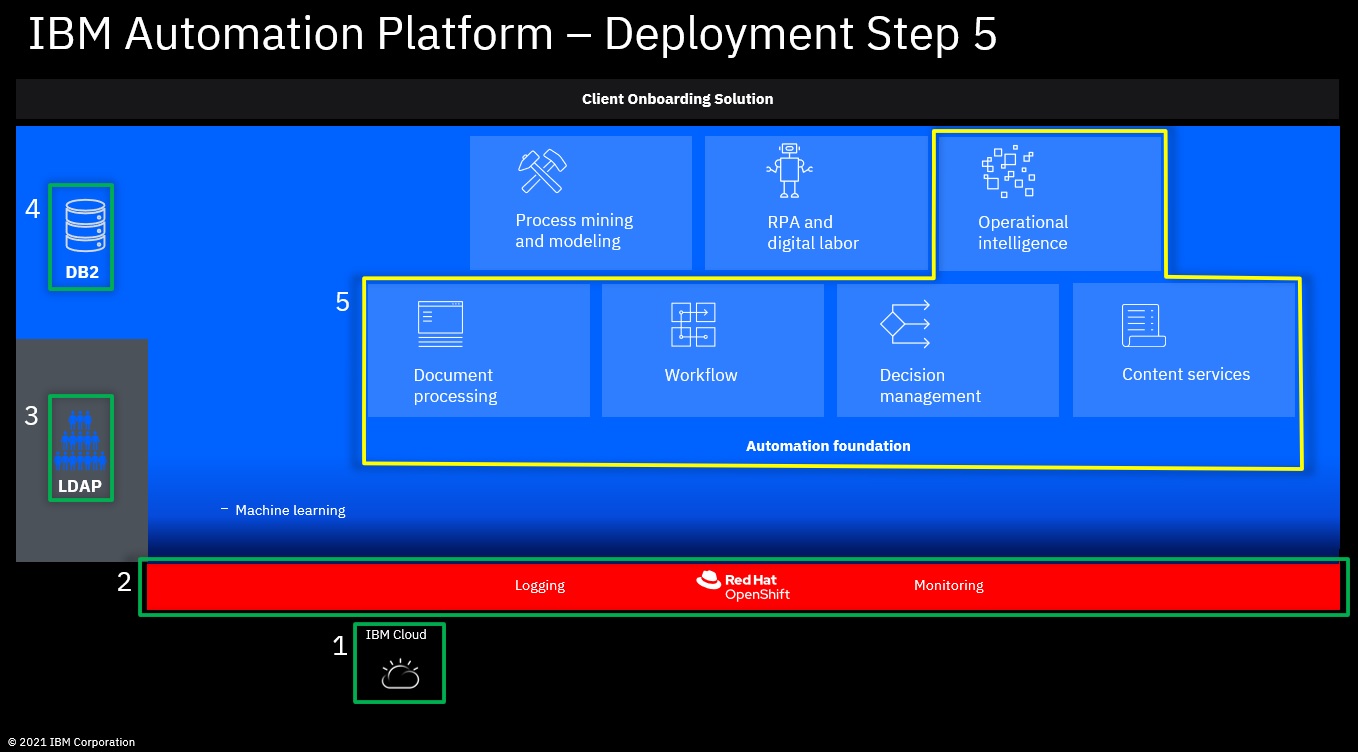 IBM Automation Platform – Deployment Step 5
Client Onboarding Solution
4
DB2
Process mining
and modeling
RPA and
digital labor
Operational
intelligence
5
Document
processing
Workflow
Decision
management
Content services
Automation foundation
3
LDAP
– Machine learning
2
Logging
Red Hat
OpenShift
Monitoring
1
IBM Cloud
© 2021 IBM Corporation